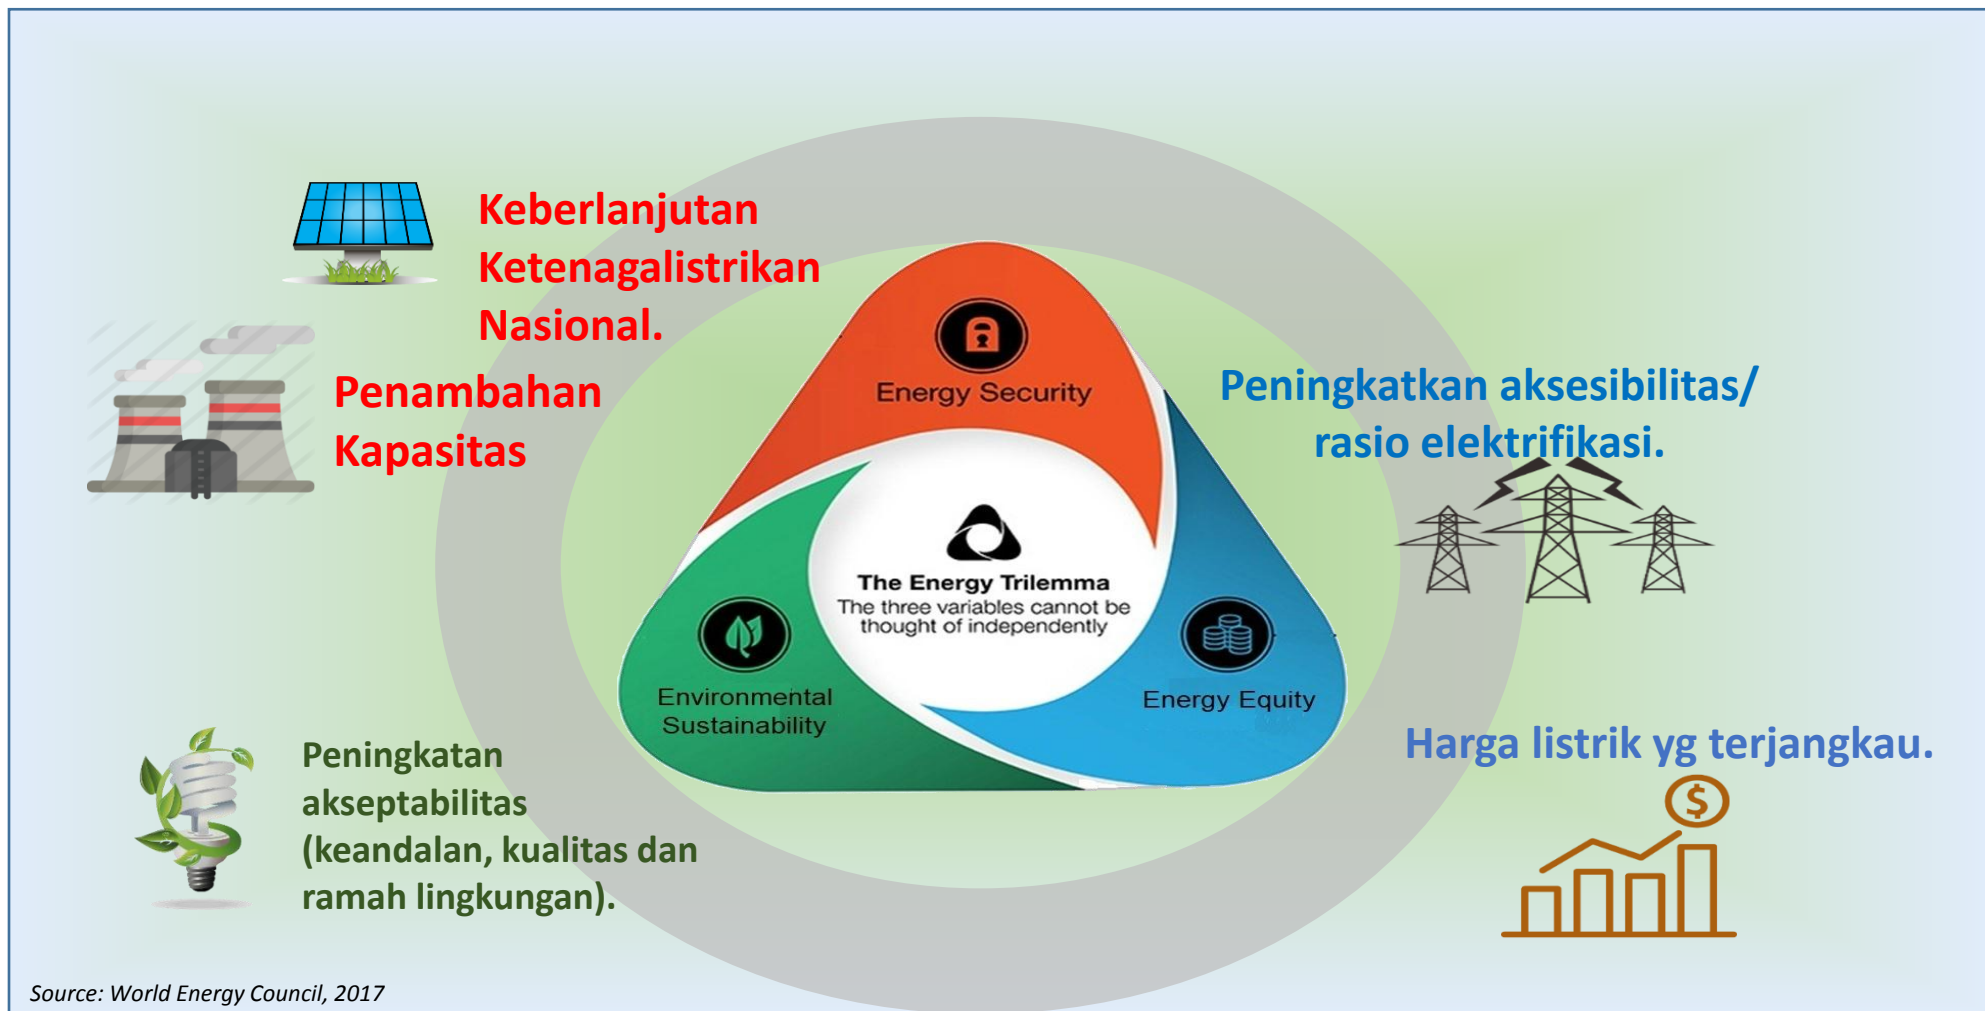 Keberlanjutan
Ketenagalistrikan
Nasional.
Penambahan
Kapasitas
Energy Security
Peningkatkan aksesibilitas/
rasio elektrifikasi.
The Energy Trilemma
The three variables cannot be
thought of independently
Environmental
Sustainability
Energy Equity
Peningkatan
akseptabilitas
(keandalan, kualitas dan
ramah lingkungan).
Harga listrik yg terjangkau.
$
Source: World Energy Council, 2017